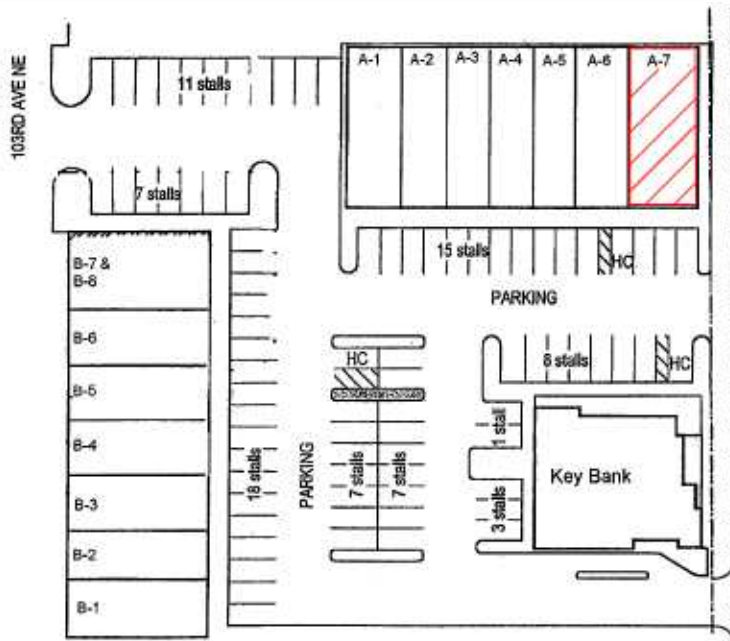 103RD AVE NE
11 stalls
A-1
A-2
A-3
A-4
A-5
A-6
A-7
7 stalls
15 stalls
HC
PARKING
B-7 &
B-8
B-6
B-5
B-4
B-3
B-2
B-1
18 stalls
PARKING
HC
7 stalls
7 stalls
8 stalls
HC
1 stall
3 stalls
Key Bank